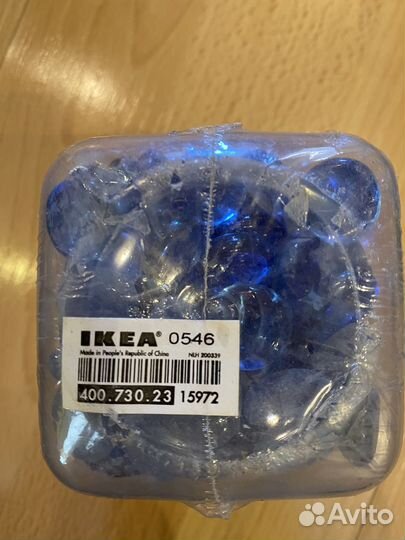 IKEA® 0546
Made in People's Republic of China NLH 200339
400.730.23 15972
Avito